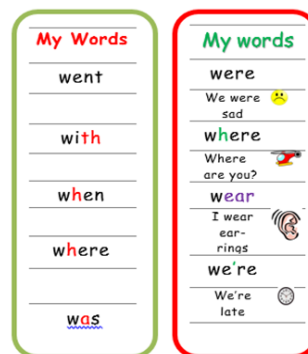 My Words
went
with
when
where
was
My words
were
We were
sad
where
Where
are you?
wear
I wear
ear-
rings
we're
We're
late